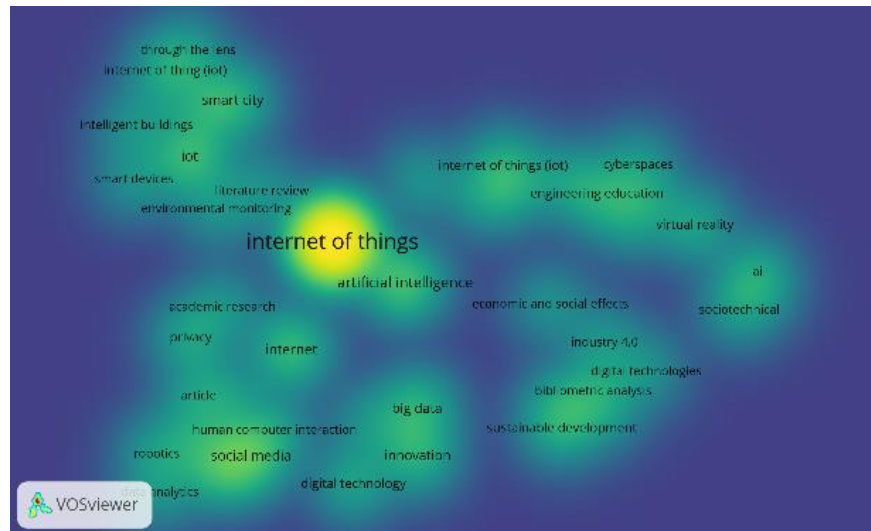 through the lens
internet of thing (iot)
smart city
intelligent buildings
iot
internet of things (iot)
cyberspaces
smart devices
literature review
engineering education
environmental monitoring
virtual reality
internet of things
ai
artificial intelligence
academic research
economic and social effects
sociotechnical
privacy
internet
industry 4.0
digital technologies
article
bibliometric analysis
big data
human computer interaction
sustainable development
robotics
social media
innovation
digital technology
data analytics
VOSviewer